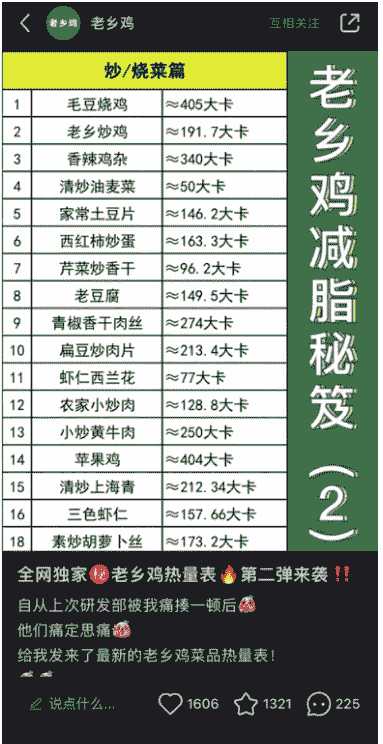 老乡鸡
老乡鸡
互相关注
炒/烧菜篇
1 毛豆烧鸡 ≈405大卡
2 老乡炒鸡 ≈191.7大卡
3 香辣鸡杂 ≈340大卡
4 清炒油麦菜 ≈50大卡
5 家常土豆片 ≈146.2大卡
6 西红柿炒蛋 ≈163.3大卡
7 芹菜炒香干 ≈96.2大卡
8 老豆腐 ≈149.5大卡
9 青椒香干肉丝 ≈274大卡
10 扁豆炒肉片 ≈213.4大卡
11 虾仁西兰花 ≈77大卡
12 农家小炒肉 ≈128.8大卡
13 小炒黄牛肉 ≈250大卡
14 苹果鸡 ≈404大卡
15 清炒上海青 ≈212.34大卡
16 三色虾仁 ≈157.66大卡
18 素炒胡萝卜丝 ≈173.2大卡
老乡鸡减脂秘笈（2）
全网独家㊙️老乡鸡热量表🔥第二弹来袭‼️
自从上次研发部被我痛揍一顿后
他们痛定思痛
给我发来了最新的老乡鸡菜品热量表！
说点什么...
1606
1321
225